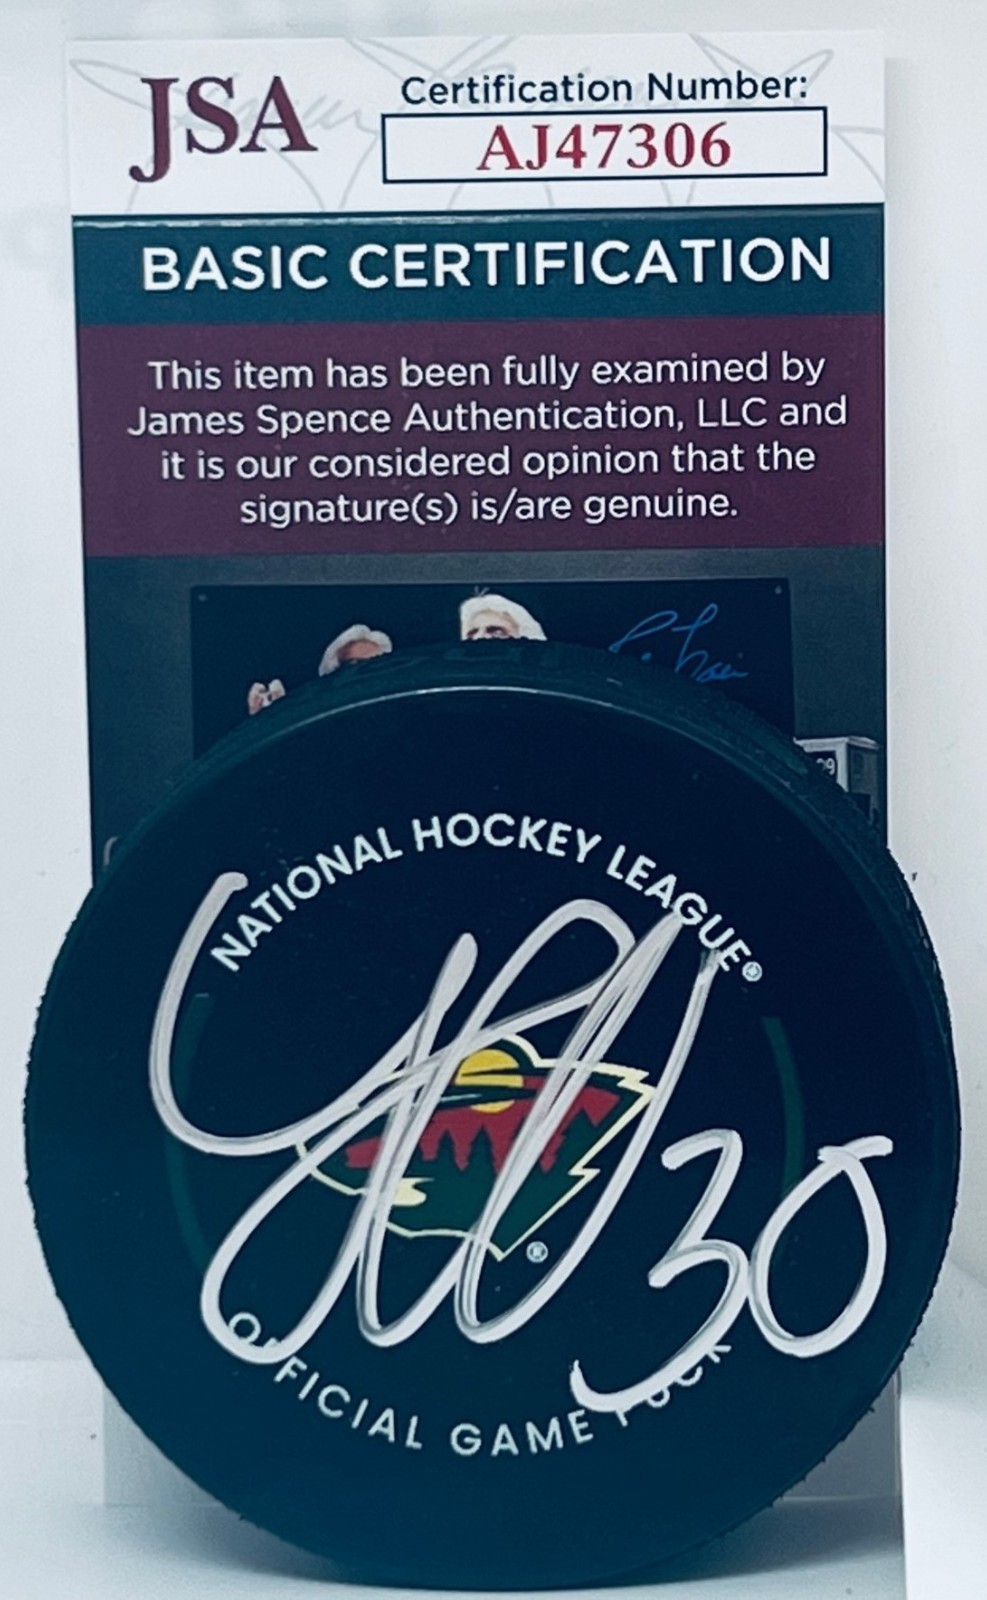 JSA
Certification Number:
AJ47306
BASIC CERTIFICATION
This item has been fully examined by
James Spence Authentication, LLC and
it is our considered opinion that the
signature(s) is/are genuine.
NATIONAL HOCKEY LEAGUE®
30
®
OFFICIAL GAME PUCK